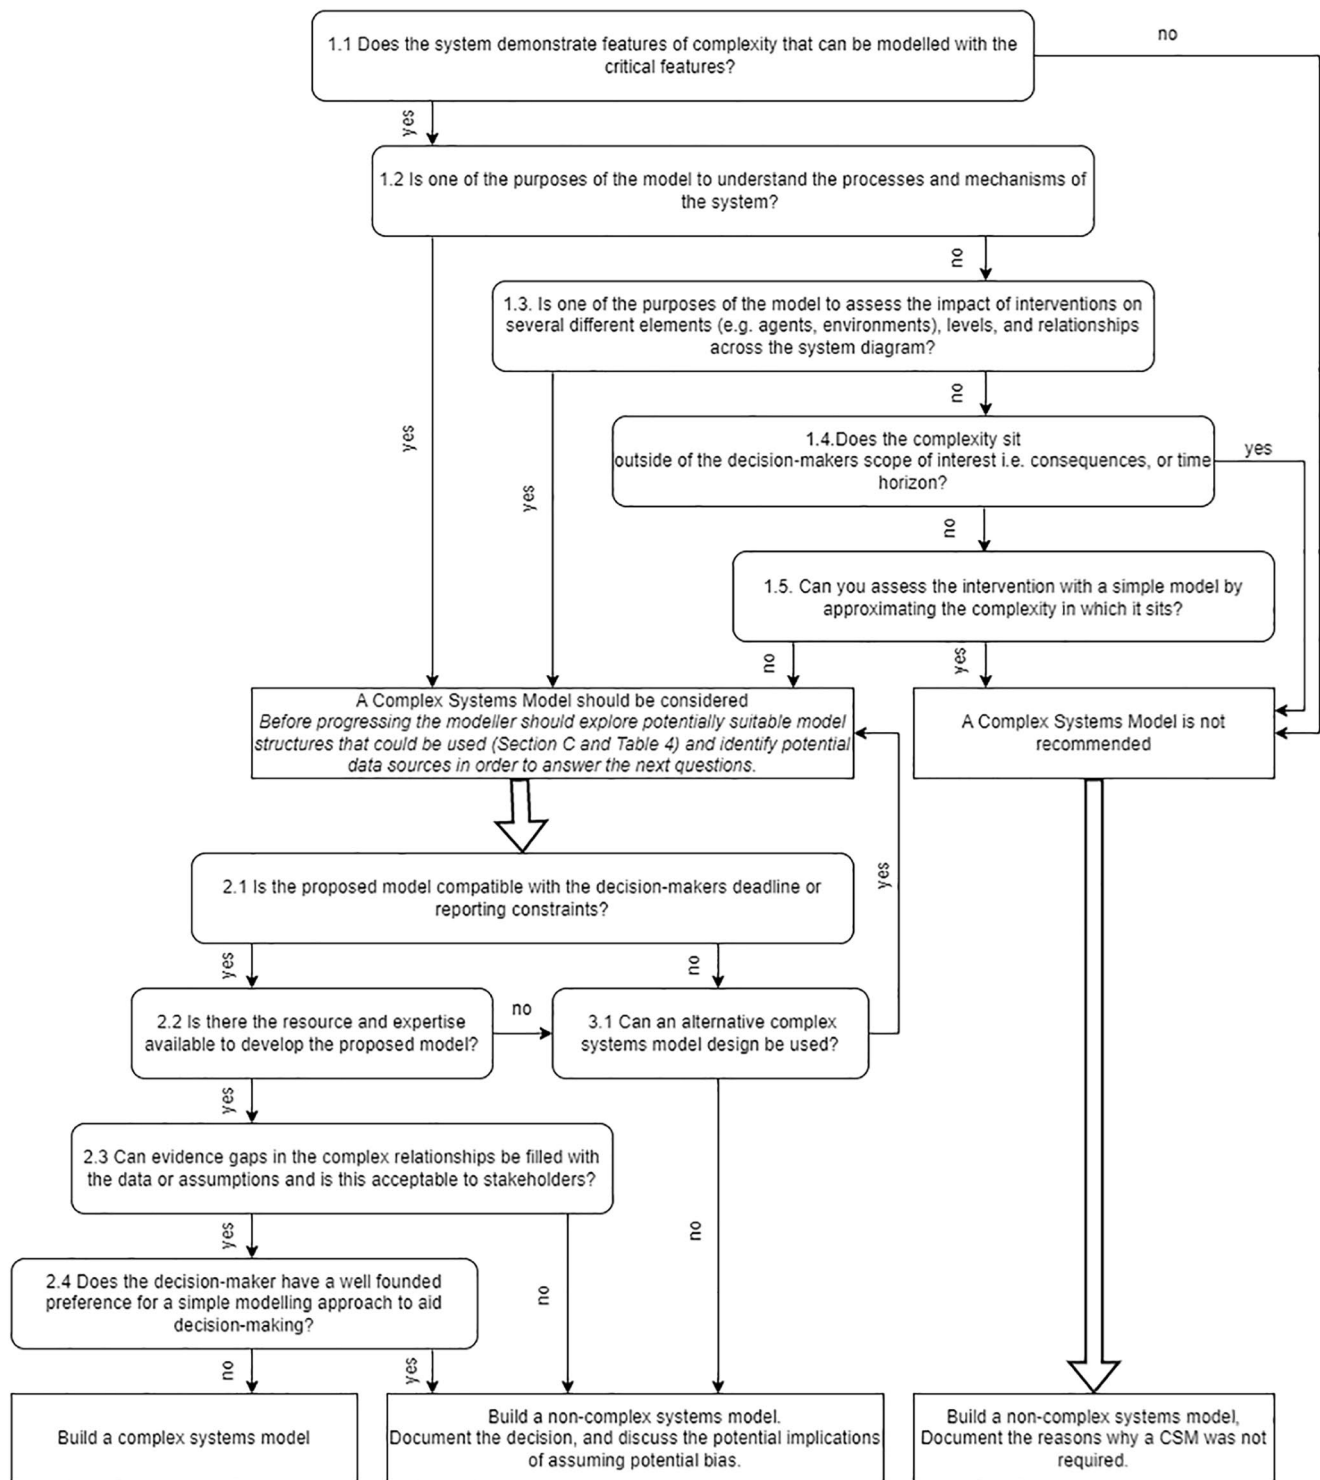 1.1 Does the system demonstrate features of complexity that can be modelled with the
critical features?
no
yes
1.2 Is one of the purposes of the model to understand the processes and mechanisms of
the system?
no
1.3. Is one of the purposes of the model to assess the impact of interventions on
several different elements (e.g. agents, environments), levels, and relationships
across the system diagram?
no
yes
yes
1.4.Does the complexity sit
outside of the decision-makers scope of interest i.e. consequences, or time
horizon?
yes
no
1.5. Can you assess the intervention with a simple model by
approximating the complexity in which it sits?
no
yes
A Complex Systems Model should be considered
Before progressing the modeller should explore potentially suitable model
structures that could be used (Section C and Table 4) and identify potential
data sources in order to answer the next questions.
A Complex Systems Model is not
recommended
yes
2.1 Is the proposed model compatible with the decision-makers deadline or
reporting constraints?
yes
no
2.2 Is there the resource and expertise
available to develop the proposed model?
no
3.1 Can an alternative complex
systems model design be used?
yes
2.3 Can evidence gaps in the complex relationships be filled with
the data or assumptions and is this acceptable to stakeholders?
yes
no
no
2.4 Does the decision-maker have a well founded
preference for a simple modelling approach to aid
decision-making?
no
yes
Build a complex systems model
Build a non-complex systems model.
Document the decision, and discuss the potential implications
of assuming potential bias.
Build a non-complex systems model,
Document the reasons why a CSM was not
required.